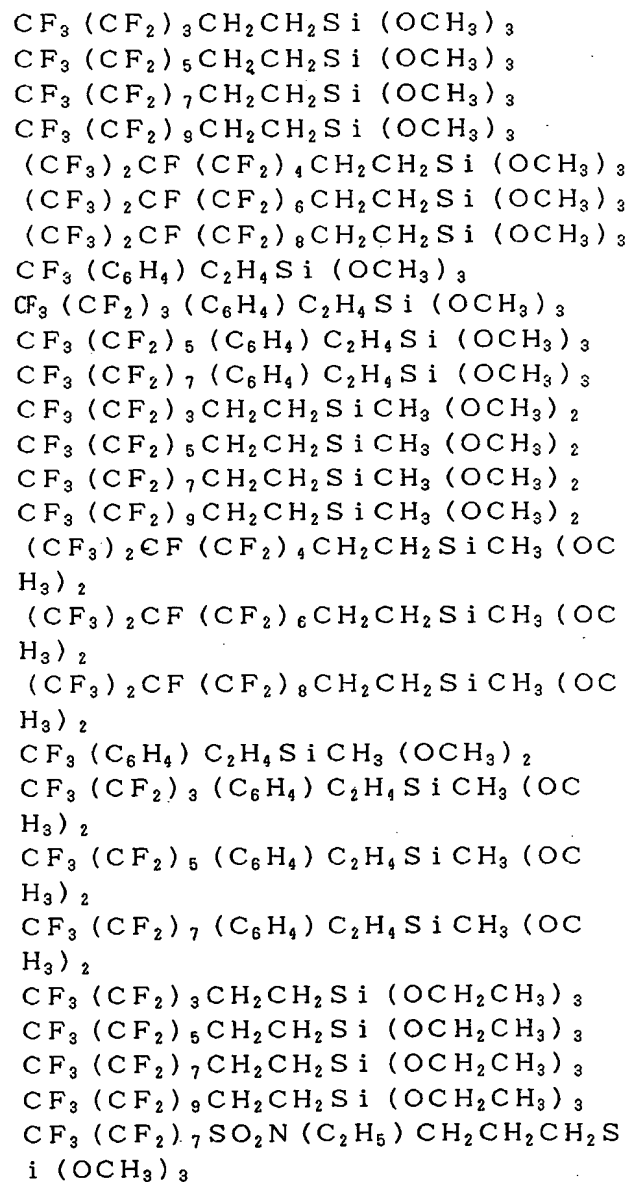 CF₃(CF₂)₃CH₂CH₂Si(OCH₃)₃
CF₃(CF₂)₅CH₂CH₂Si(OCH₃)₃
CF₃(CF₂)₇CH₂CH₂Si(OCH₃)₃
CF₃(CF₂)₉CH₂CH₂Si(OCH₃)₃
(CF₃)₂CF(CF₂)₄CH₂CH₂Si(OCH₃)₃
(CF₃)₂CF(CF₂)₆CH₂CH₂Si(OCH₃)₃
(CF₃)₂CF(CF₂)₈CH₂CH₂Si(OCH₃)₃
CF₃(C₆H₄)C₂H₄Si(OCH₃)₃
CF₃(CF₂)₃(C₆H₄)C₂H₄Si(OCH₃)₃
CF₃(CF₂)₅(C₆H₄)C₂H₄Si(OCH₃)₃
CF₃(CF₂)₇(C₆H₄)C₂H₄Si(OCH₃)₃
CF₃(CF₂)₃CH₂CH₂SiCH₃(OCH₃)₂
CF₃(CF₂)₅CH₂CH₂SiCH₃(OCH₃)₂
CF₃(CF₂)₇CH₂CH₂SiCH₃(OCH₃)₂
CF₃(CF₂)₉CH₂CH₂SiCH₃(OCH₃)₂
(CF₃)₂CF(CF₂)₄CH₂CH₂SiCH₃(OC
H₃)₂
(CF₃)₂CF(CF₂)₆CH₂CH₂SiCH₃(OC
H₃)₂
(CF₃)₂CF(CF₂)₈CH₂CH₂SiCH₃(OC
H₃)₂
CF₃(C₆H₄)C₂H₄SiCH₃(OCH₃)₂
CF₃(CF₂)₃(C₆H₄)C₂H₄SiCH₃(OC
H₃)₂
CF₃(CF₂)₅(C₆H₄)C₂H₄SiCH₃(OC
H₃)₂
CF₃(CF₂)₇(C₆H₄)C₂H₄SiCH₃(OC
H₃)₂
CF₃(CF₂)₃CH₂CH₂Si(OCH₂CH₃)₃
CF₃(CF₂)₅CH₂CH₂Si(OCH₂CH₃)₃
CF₃(CF₂)₇CH₂CH₂Si(OCH₂CH₃)₃
CF₃(CF₂)₉CH₂CH₂Si(OCH₂CH₃)₃
CF₃(CF₂)₇SO₂N(C₂H₅)CH₂CH₂CH₂S
i(OCH₃)₃